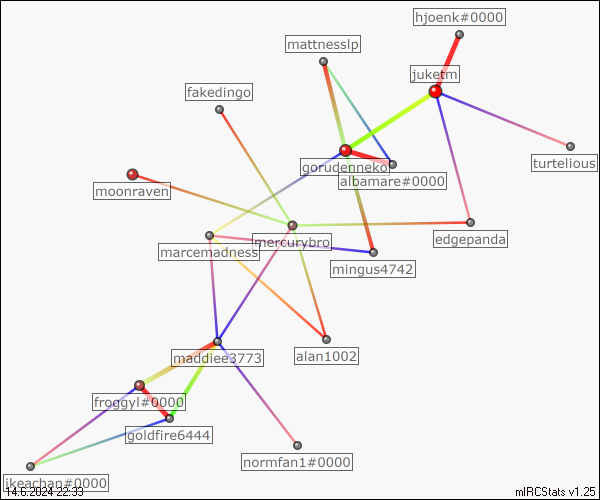 hjoenk#0000
mattnesslp
juketm
fakedingo
turtelious
gorudenneko
albamare#0000
moonraven
edgepanda
mercurybro
marcemadness
mingus4742
alan1002
maddiee3773
froggyl#0000
goldfire6444
normfan1#0000
ikeachan#0000
14.6.2024 22:33
mIRCStats v1.25